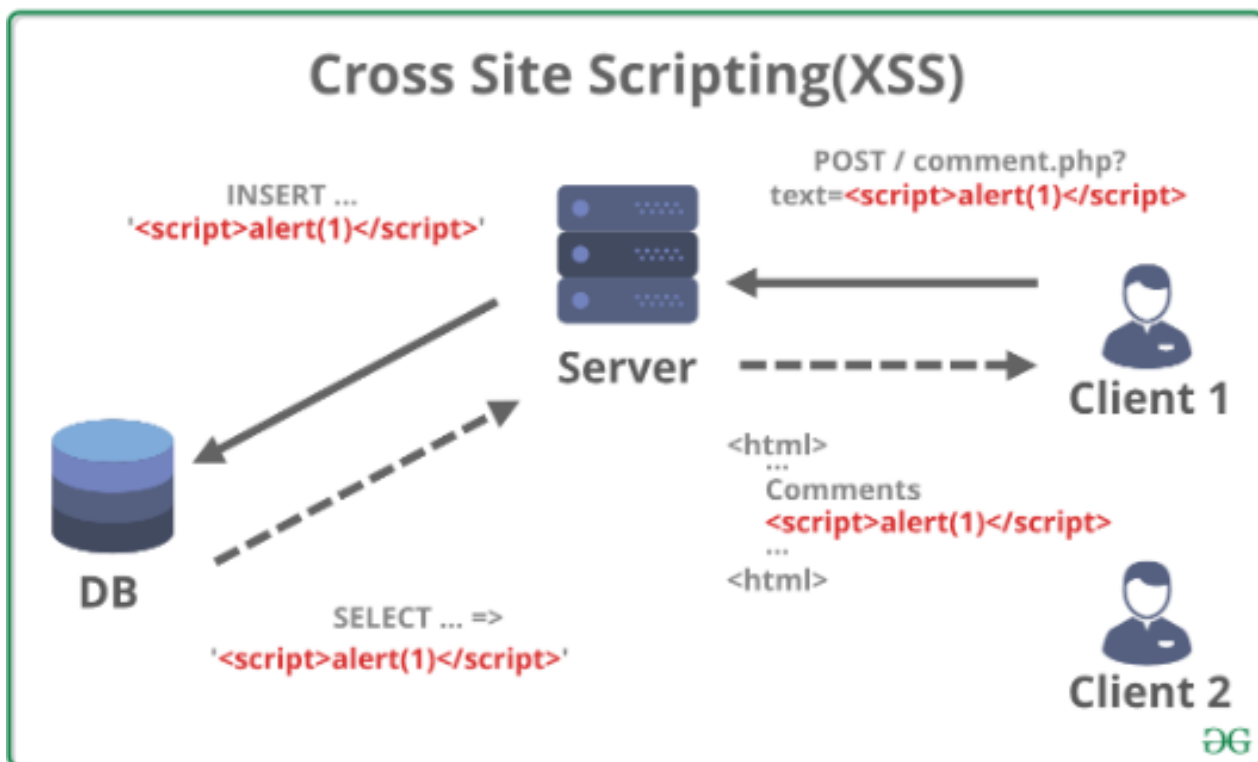 Cross Site Scripting(XSS)
POST / comment.php?
text=<script>alert(1)</script>
INSERT ...
'<script>alert(1)</script>'
Server
Client 1
<html>
...
Comments
<script>alert(1)</script>
...
<html>
DB
SELECT ... =>
'<script>alert(1)</script>'
Client 2